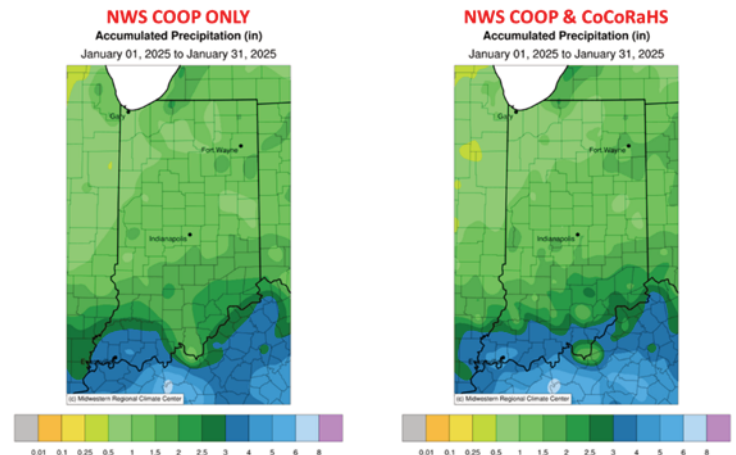 NWS COOP ONLY
Accumulated Precipitation (in)
January 01, 2025 to January 31, 2025
Gary
Fort Wayne
Indianapolis
(c) Midwestern Regional Climate Center
0.01 0.1 0.25 0.5 1 1.5 2 2.5 3 4 5 6 8
NWS COOP & CoCoRaHS
Accumulated Precipitation (in)
January 01, 2025 to January 31, 2025
Gary
Fort Wayne
Indianapolis
(c) Midwestern Regional Climate Center
0.01 0.1 0.25 0.5 1 1.5 2 2.5 3 4 5 6 8